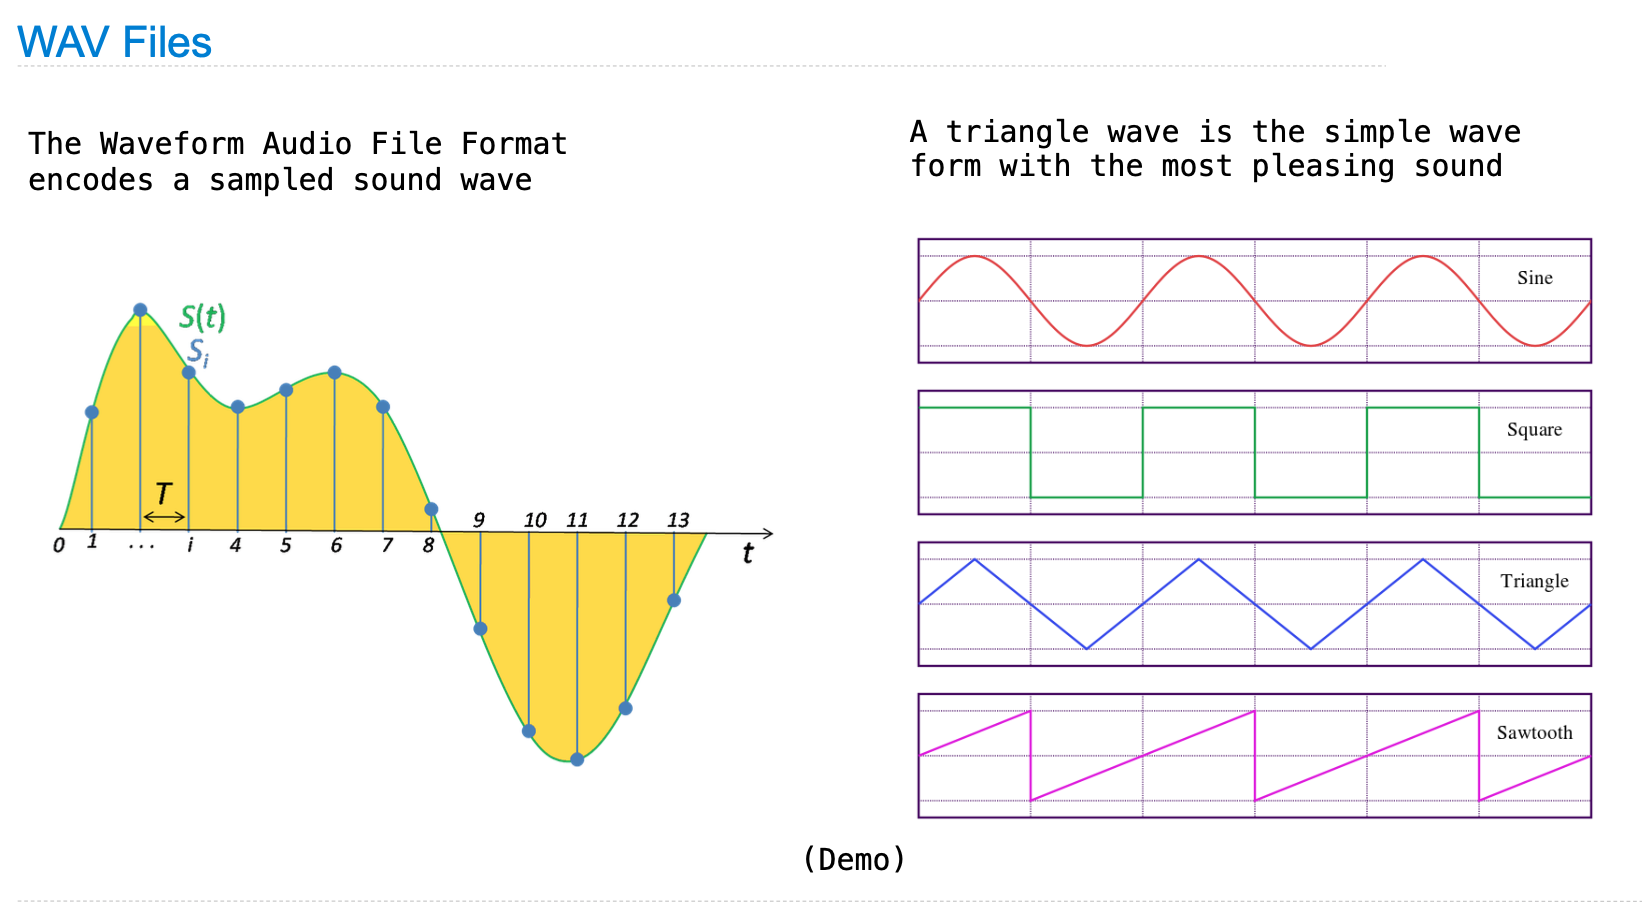 WAV Files
The Waveform Audio File Format
encodes a sampled sound wave
S(t)
Si
T
0 1 ... i 4 5 6 7 8 9 10 11 12 13
t
A triangle wave is the simple wave
form with the most pleasing sound
Sine
Square
Triangle
Sawtooth
(Demo)